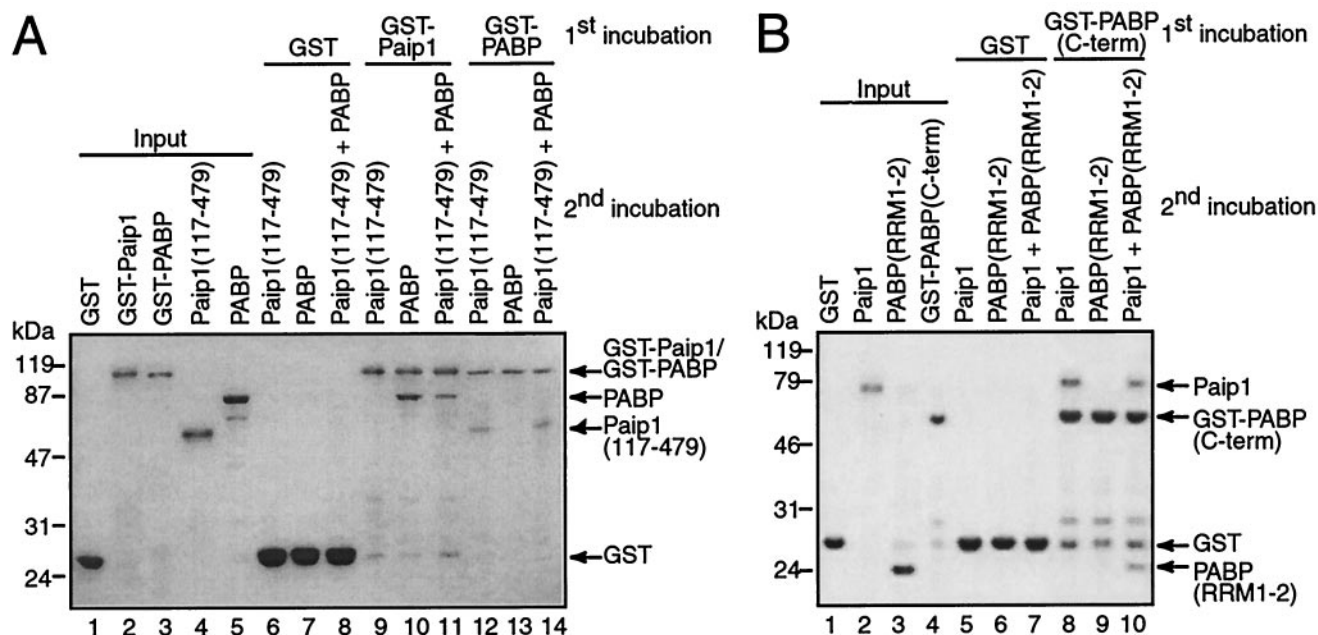 A
B
GST
GST-
Paip1
GST-
PABP
1st incubation
Input
Paip1(117-479)
PABP
Paip1(117-479) + PABP
Paip1(117-479)
PABP
Paip1(117-479) + PABP
Paip1(117-479)
PABP
Paip1(117-479) + PABP
2nd incubation
GST
GST-Paip1
GST-PABP
Paip1(117-479)
PABP
kDa
119
87
47
31
24
GST-Paip1/
GST-PABP
PABP
Paip1
(117-479)
GST
1 2 3 4 5 6 7 8 9 10 11 12 13 14
GST
GST-PABP
(C-term)
1st incubation
Input
GST
Paip1
PABP(RRM1-2)
GST-PABP(C-term)
Paip1
PABP(RRM1-2)
Paip1 + PABP(RRM1-2)
Paip1
PABP(RRM1-2)
Paip1 + PABP(RRM1-2)
2nd incubation
kDa
119
79
46
31
24
Paip1
GST-PABP
(C-term)
GST
PABP
(RRM1-2)
1 2 3 4 5 6 7 8 9 10